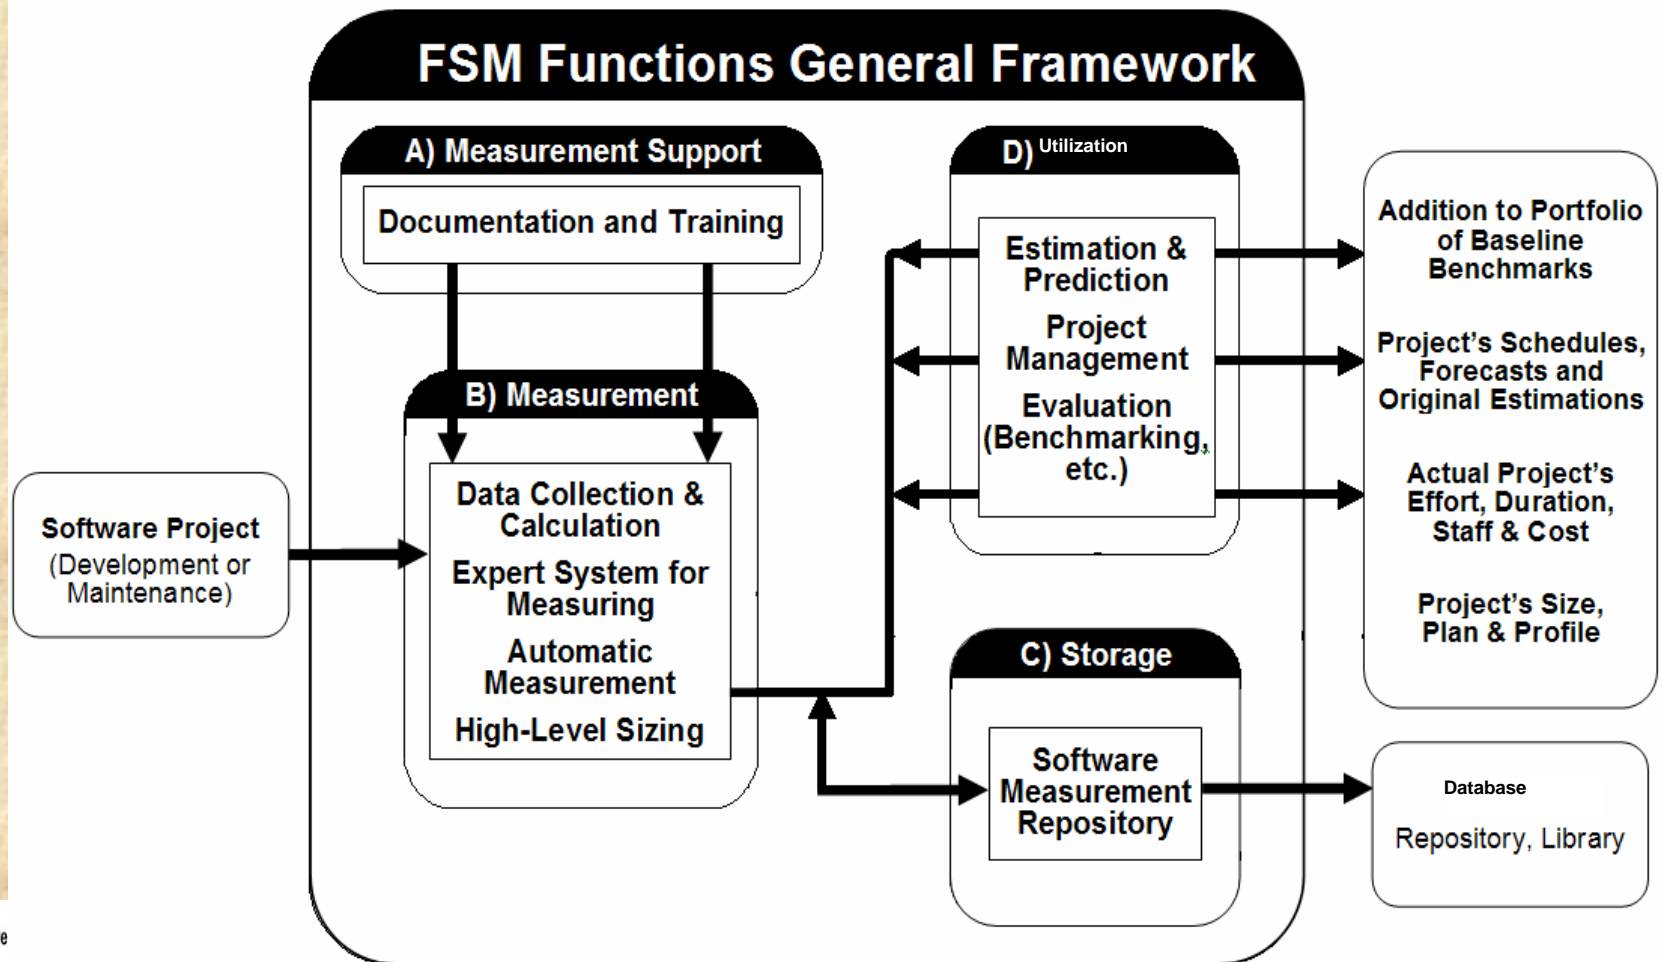 FSM Functions General Framework
A) Measurement Support
Documentation and Training
B) Measurement
Data Collection &
Calculation
Expert System for
Measuring
Automatic
Measurement
High-Level Sizing
Software Project
(Development or
Maintenance)
D) Utilization
Estimation &
Prediction
Project
Management
Evaluation
(Benchmarking,
etc.)
C) Storage
Software
Measurement
Repository
Addition to Portfolio
of Baseline
Benchmarks
Project's Schedules,
Forecasts and
Original Estimations
Actual Project's
Effort, Duration,
Staff & Cost
Project's Size,
Plan & Profile
Database
Repository, Library